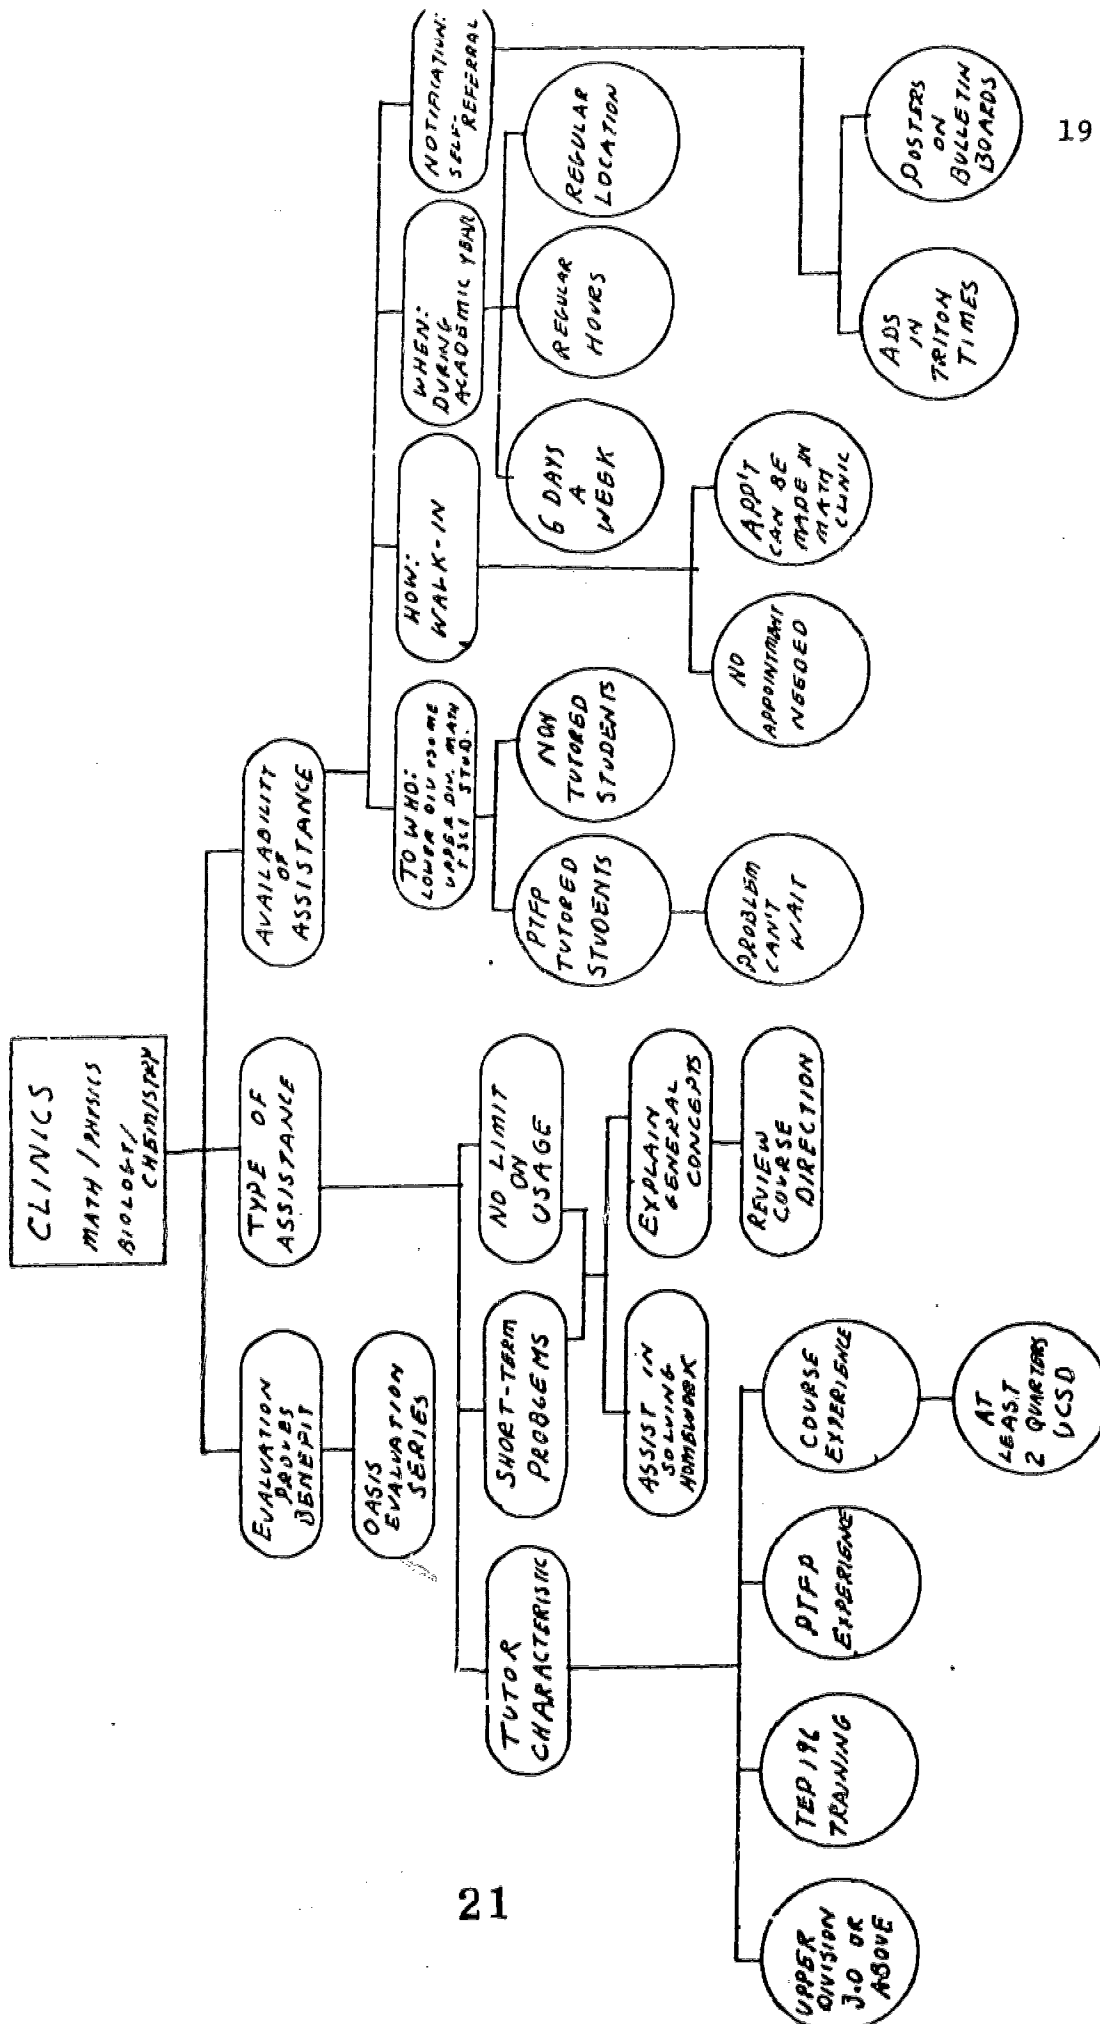 CLINICS
MATH / PHYSICS
BIOLOGY/
CHEMISTRY
EVALUATION
PROVES
BENEFIT
OASIS
EVALUATION
SERIES
TYPE OF
ASSISTANCE
AVAILABILITY
OF
ASSISTANCE
TUTOR
CHARACTERISTIC
SHORT-TERM
PROBLEMS
NO LIMIT
ON
USAGE
ASSIST IN
SOLVING
HOMEWORK
EXPLAIN
GENERAL
CONCEPTS
REVIEW
COURSE
DIRECTION
UPPER
DIVISION
3.0 OR
ABOVE
TEP 196
TRAINING
PTFP
EXPERIENCE
COURSE
EXPERIENCE
AT
LEAST
2 QUARTERS
UCSD
TO WHO:
LOWER DIV & SOME
UPPER DIV. MATH
& SCI STUD.
HOW:
WALK-IN
WHEN:
DURING
ACADEMIC YEAR
NOTIFICATION:
SELF-
REFERRAL
PTFP
TUTORED
STUDENTS
NON
TUTORED
STUDENTS
PROBLEM
CAN'T
WAIT
NO
APPOINTMENT
NEEDED
APP'T
CAN BE
MADE IN
MATH
CLINIC
6 DAYS
A
WEEK
REGULAR
HOURS
REGULAR
LOCATION
ADS
IN
TRITON
TIMES
POSTERS
ON
BULLETIN
BOARDS
19
21